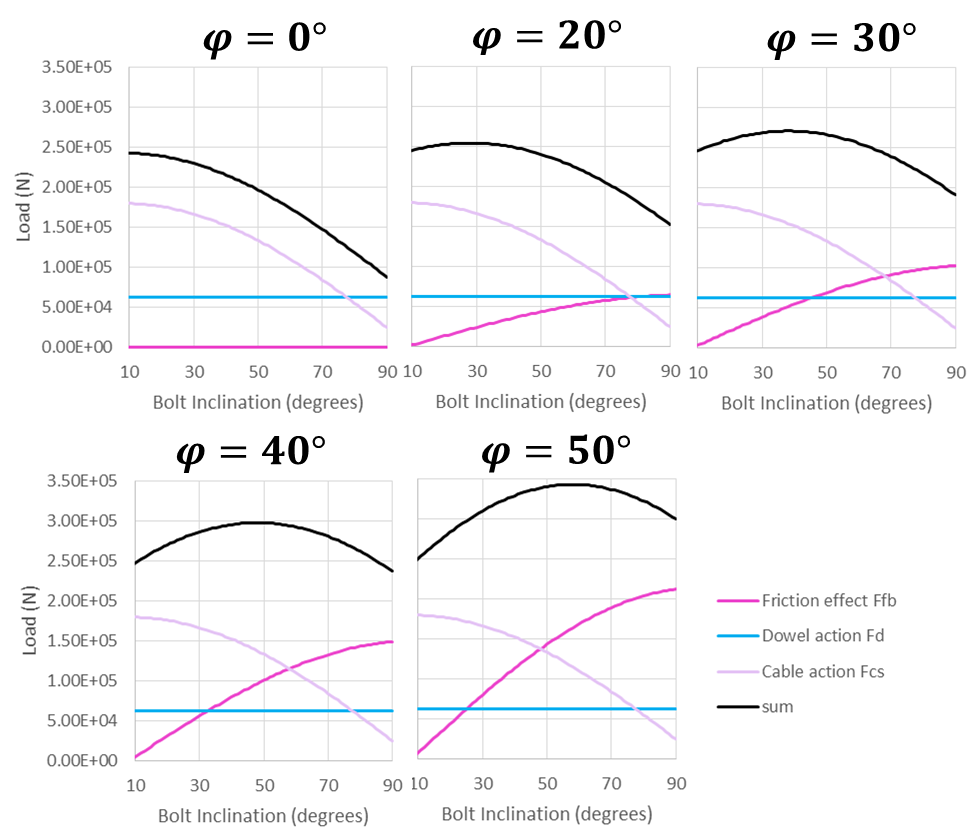 φ = 0°
φ = 20°
φ = 30°
3.50E+05
3.00E+05
2.50E+05
2.00E+05
1.50E+05
1.00E+05
5.00E+04
0.00E+00
Load (N)
10 30 50 70 90
10 30 50 70 90
10 30 50 70 90
Bolt Inclination (degrees)
Bolt Inclination (degrees)
Bolt Inclination (degrees)
φ = 40°
φ = 50°
3.50E+05
3.00E+05
2.50E+05
2.00E+05
1.50E+05
1.00E+05
5.00E+04
0.00E+00
Load (N)
10 30 50 70 90
10 30 50 70 90
Bolt Inclination (degrees)
Bolt Inclination (degrees)
Friction effect Ffb
Dowel action Fd
Cable action Fcs
sum